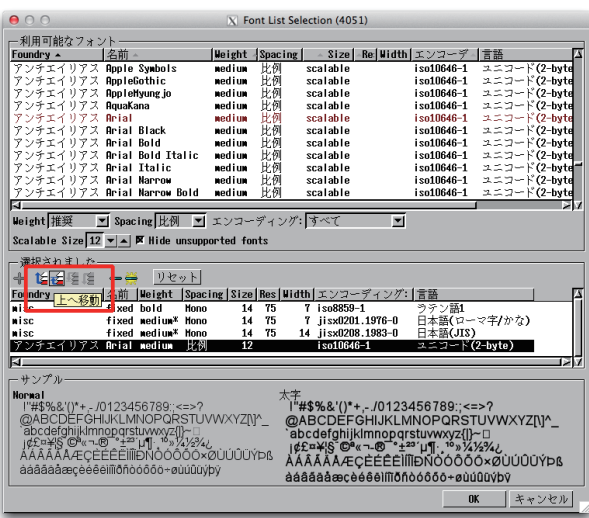 Font List Selection (4051)
利用可能なフォント
Foundry 名前 Weight Spacing Size Re Width エンコーデ 言語
アンチエイリアス Apple Symbols medium 比例 scalable iso10646-1 ユニコード(2-byte
アンチエイリアス AppleGothic medium 比例 scalable iso10646-1 ユニコード(2-byte
アンチエイリアス AppleMyungjo medium 比例 scalable iso10646-1 ユニコード(2-byte
アンチエイリアス AquaKana medium 比例 scalable iso10646-1 ユニコード(2-byte
アンチエイリアス Arial medium 比例 scalable iso10646-1 ユニコード(2-byte
アンチエイリアス Arial Black medium 比例 scalable iso10646-1 ユニコード(2-byte
アンチエイリアス Arial Bold medium 比例 scalable iso10646-1 ユニコード(2-byte
アンチエイリアス Arial Bold Italic medium 比例 scalable iso10646-1 ユニコード(2-byte
アンチエイリアス Arial Italic medium 比例 scalable iso10646-1 ユニコード(2-byte
アンチエイリアス Arial Narrow medium 比例 scalable iso10646-1 ユニコード(2-byte
アンチエイリアス Arial Narrow Bold medium 比例 scalable iso10646-1 ユニコード(2-byte
Weight 推奨 Spacing 比例 エンコーディング: すべて
Scalable Size 12 Hide unsupported fonts
選択されました
リセット
Foundry 名前 Weight Spacing Size Res Width エンコーディング: 言語
上へ移動
misc fixed bold Mono 14 75 7 iso8859-1 ラテン語1
misc fixed medium* Mono 14 75 7 jisx0201.1976-0 日本語(ローマ字/かな)
misc fixed medium* Mono 14 75 14 jisx0208.1983-0 日本語(JIS)
アンチエイリアス Arial medium 比例 12 iso10646-1 ユニコード(2-byte)
サンプル
Normal
!"#$%&'()*+,-./0123456789:;<=>?
@ABCDEFGHIJKLMNOPQRSTUVWXYZ[\]^_
`abcdefghijklmnopqrstuvwxyz{|}~□
太字
!"#$%&'()*+,-./0123456789:;<=>?
@ABCDEFGHIJKLMNOPQRSTUVWXYZ[\]^_
`abcdefghijklmnopqrstuvwxyz{|}~□
OK キャンセル